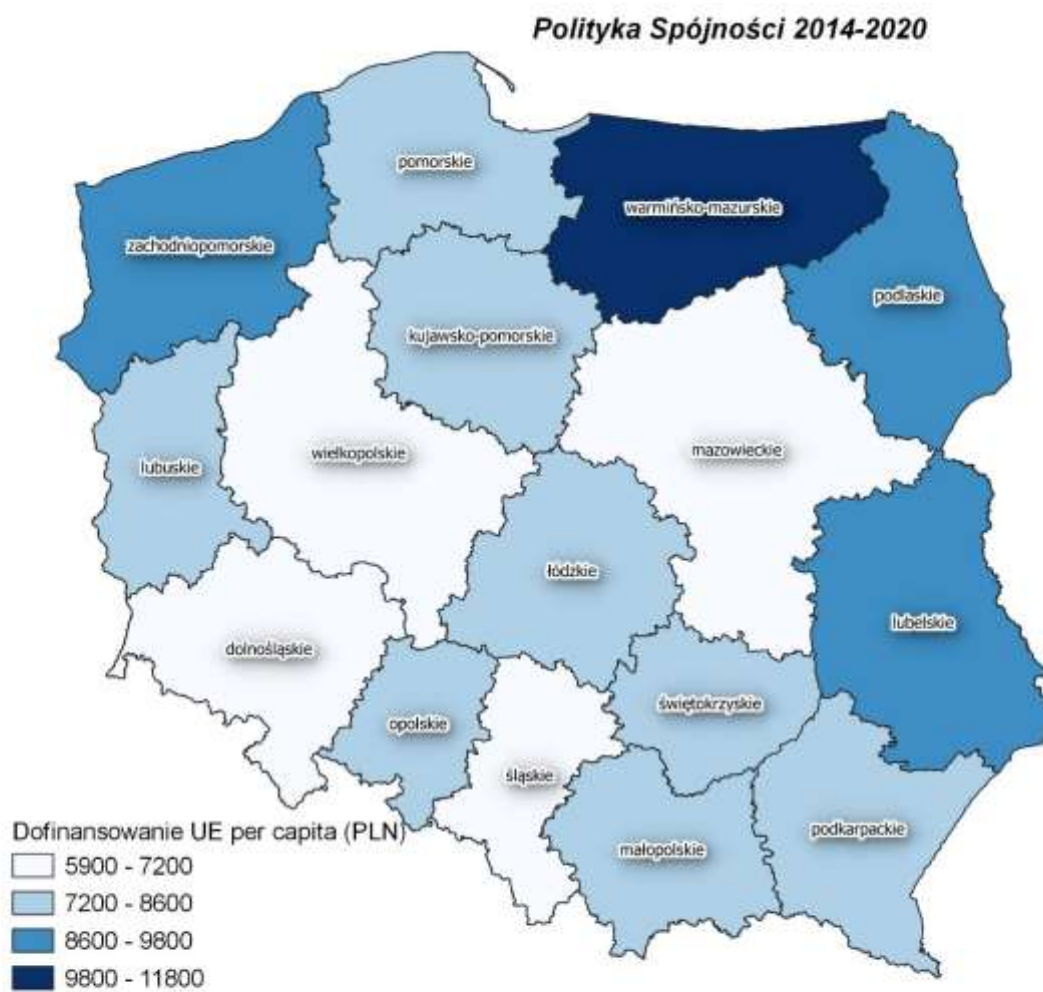 Polityka Spójności 2014-2020
pomorskie
warmińsko-mazurskie
zachodniopomorskie
podlaskie
kujawsko-pomorskie
wielkopolskie
mazowieckie
lubuskie
łódzkie
lubelskie
dolnośląskie
świętokrzyskie
opolskie
śląskie
podkarpackie
małopolskie
Dofinansowanie UE per capita (PLN)
5900 - 7200
7200 - 8600
8600 - 9800
9800 - 11800